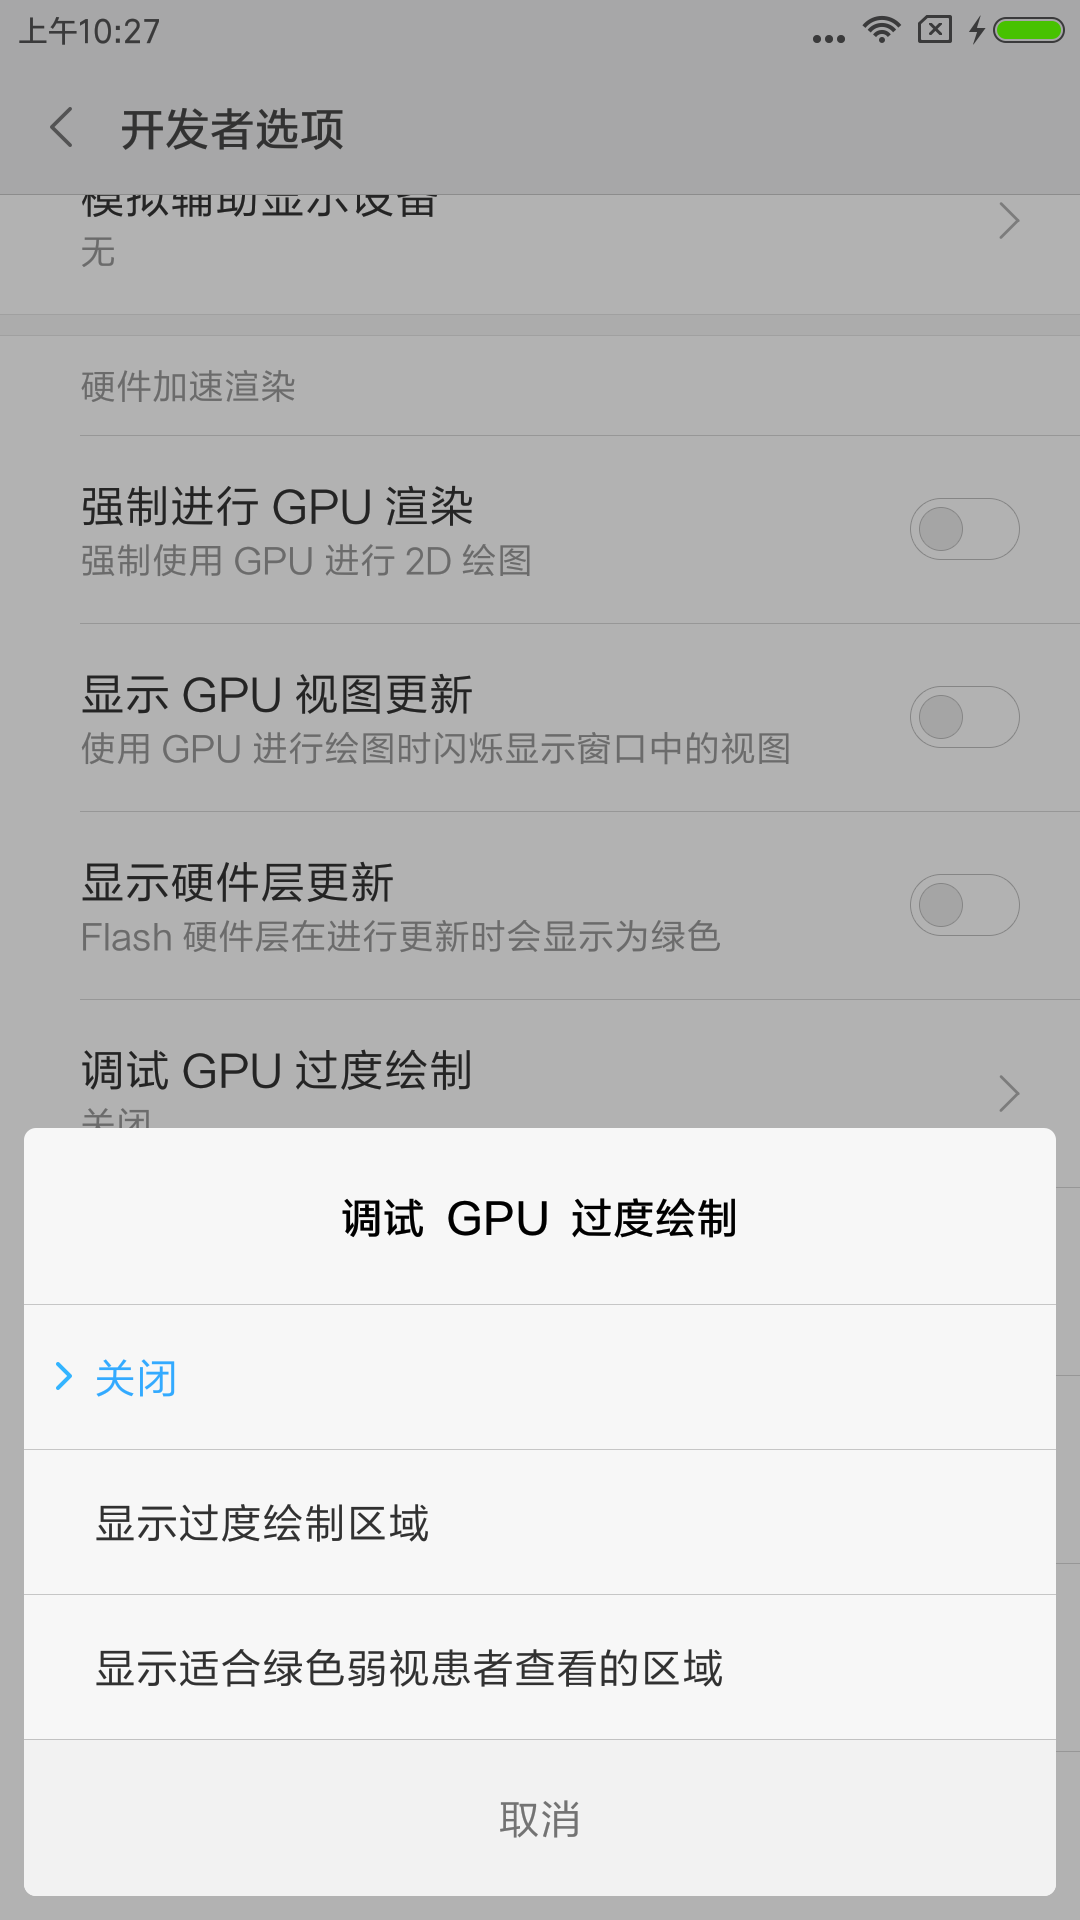 上午10:27
开发者选项
模拟辅助显示设备
无
硬件加速渲染
强制进行 GPU 渲染
强制使用 GPU 进行 2D 绘图
显示 GPU 视图更新
使用 GPU 进行绘图时闪烁显示窗口中的视图
显示硬件层更新
Flash 硬件层在进行更新时会显示为绿色
调试 GPU 过度绘制
关闭
调试 GPU 过度绘制
关闭
显示过度绘制区域
显示适合绿色弱视患者查看的区域
取消